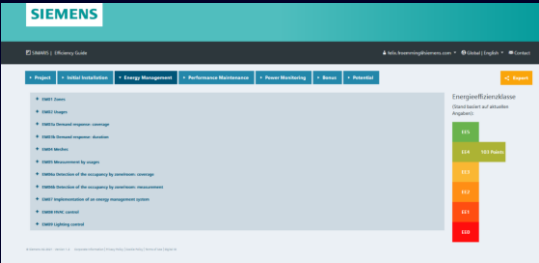 SIEMENS
SIMARIS | Efficiency Guide
Global | English
Contact
Project
Initial Installation
Energy Management
Performance Maintenance
Power Monitoring
Bonus
Potential
Export
EM01 Zones
EM02 Usages
EM03a Demand response: coverage
EM03b Demand response: duration
EM04 Meshes
EM05 Measurement by usages
EM06a Detection of the occupancy by zone/room: coverage
EM06b Detection of the occupancy by zone/room: measurement
EM07 Implementation of an energy management system
EM08 HVAC control
EM09 Lighting control
Energieeffizienzklasse
(Stand basiert auf aktuellen
Angaben):
EE5
EE4
Points
EE3
EE2
EE1
EE0